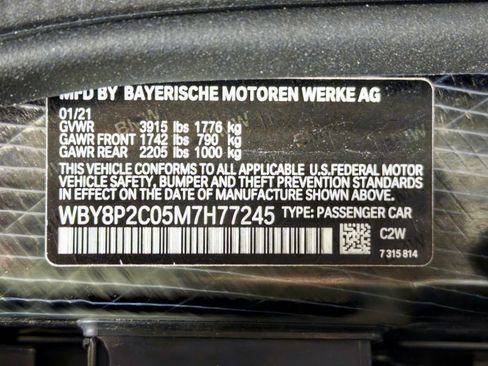 MFD BY BAYERISCHE MOTOREN WERKE AG
01/21
GVWR 3915 lbs 1776 kg
GAWR FRONT 1742 lbs 790 kg
GAWR REAR 2205 lbs 1000 kg
THIS VEHICLE CONFORMS TO ALL APPLICABLE U.S.FEDERAL MOTOR
VEHICLE SAFETY, BUMPER AND THEFT PREVENTION STANDARDS IN
EFFECT ON THE DATE OF MANUFACTURE SHOWN ABOVE.
WBY8P2C05M7H77245 TYPE: PASSENGER CAR
C2W
7 315 814